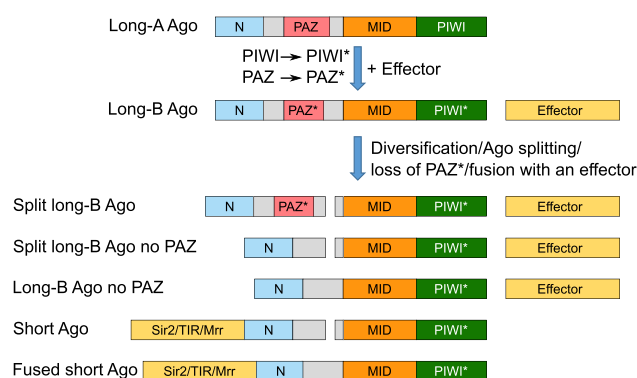 Long-A Ago N PAZ MID PIWI
PIWI → PIWI*
PAZ → PAZ*
+ Effector
Long-B Ago N PAZ* MID PIWI* Effector
Diversification/Ago splitting/
loss of PAZ*/fusion with an effector
Split long-B Ago N PAZ* MID PIWI* Effector
Split long-B Ago no PAZ N MID PIWI* Effector
Long-B Ago no PAZ N MID PIWI* Effector
Short Ago Sir2/TIR/Mrr N MID PIWI*
Fused short Ago Sir2/TIR/Mrr N MID PIWI*